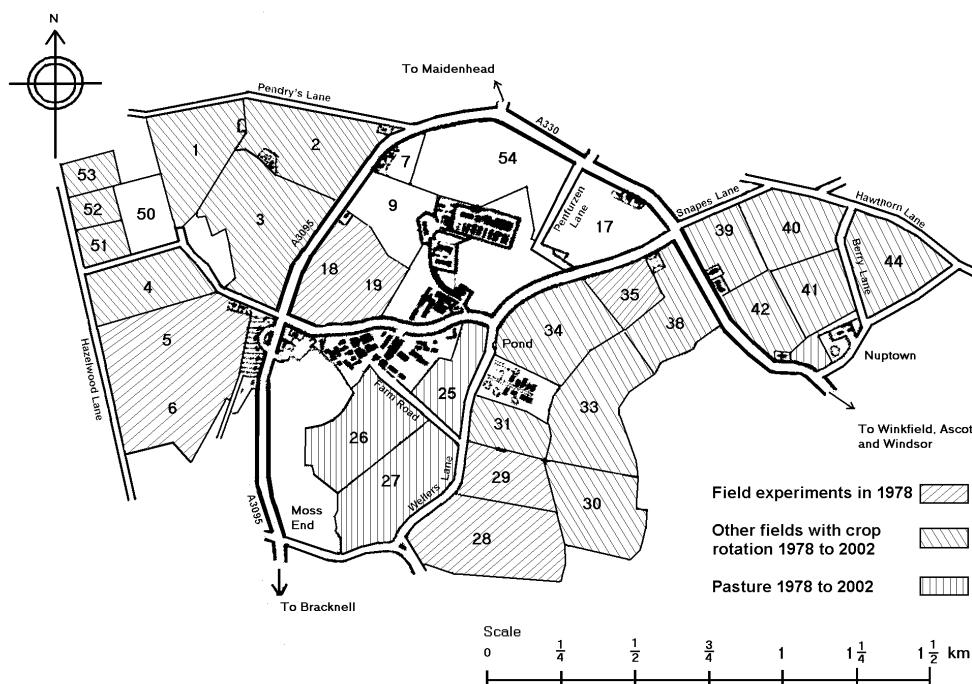 N
To Maidenhead
Pendry's Lane
A330
1
2
7
54
53
52
50
51
3
9
A3095
Penfurzen
Lane
17
Snapes Lane
Hawthorn Lane
39
40
Berry Lane
44
4
18
19
35
41
42
38
34
5
Pond
Nuptown
Hazelwood Lane
6
Farm Road
25
26
31
33
To Winkfield, Ascot
and Windsor
27
Wellers Lane
29
30
Moss
End
A3095
28
To Bracknell
Field experiments in 1978
Other fields with crop
rotation 1978 to 2002
Pasture 1978 to 2002
Scale
0 1/4 1/2 3/4 1 1 1/4 1 1/2 km